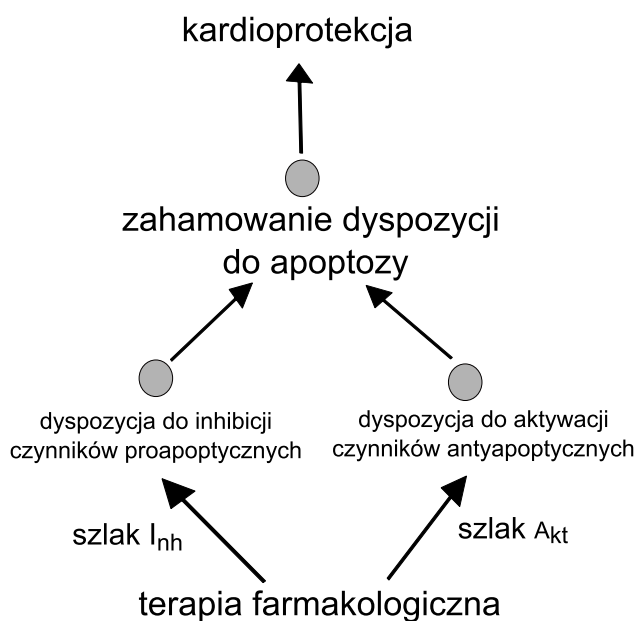 kardioprotekcja
zahamowanie dyspozycji
do apoptozy
dyspozycja do inhibicji
czynników proapoptycznych
dyspozycja do aktywacji
czynników antyapoptycznych
szlak Inh
szlak Akt
terapia farmakologiczna